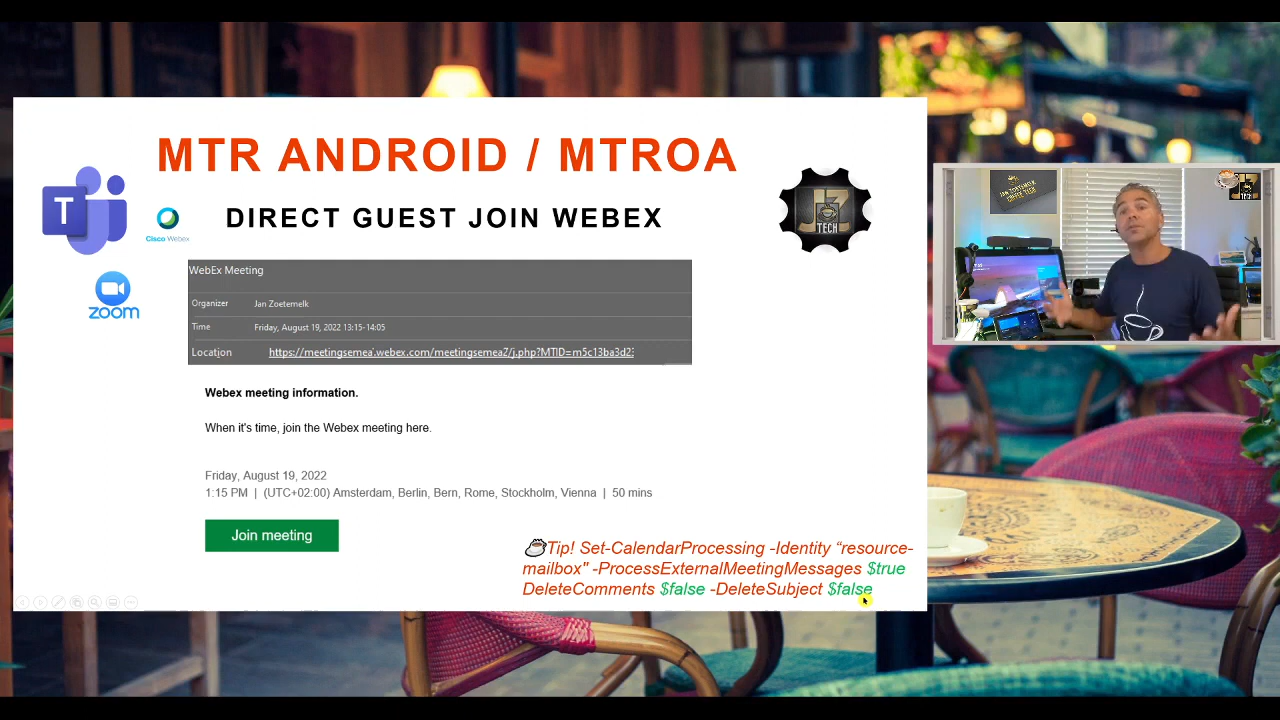 MTR ANDROID / MTROA
T
Cisco Webex
DIRECT GUEST JOIN WEBEX
JZ
TECH
zoom
WebEx Meeting
Organizer Jan Zoetemelk
Time Friday, August 19, 2022 13:15-14:05
Location
Webex meeting information.
When it's time, join the Webex meeting here.
Friday, August 19, 2022
1:15 PM | (UTC+02:00) Amsterdam, Berlin, Bern, Rome, Stockholm, Vienna | 50 mins
Join meeting
Tip! Set-CalendarProcessing -Identity “resource-
mailbox" -ProcessExternalMeetingMessages $true
DeleteComments $false -DeleteSubject $false